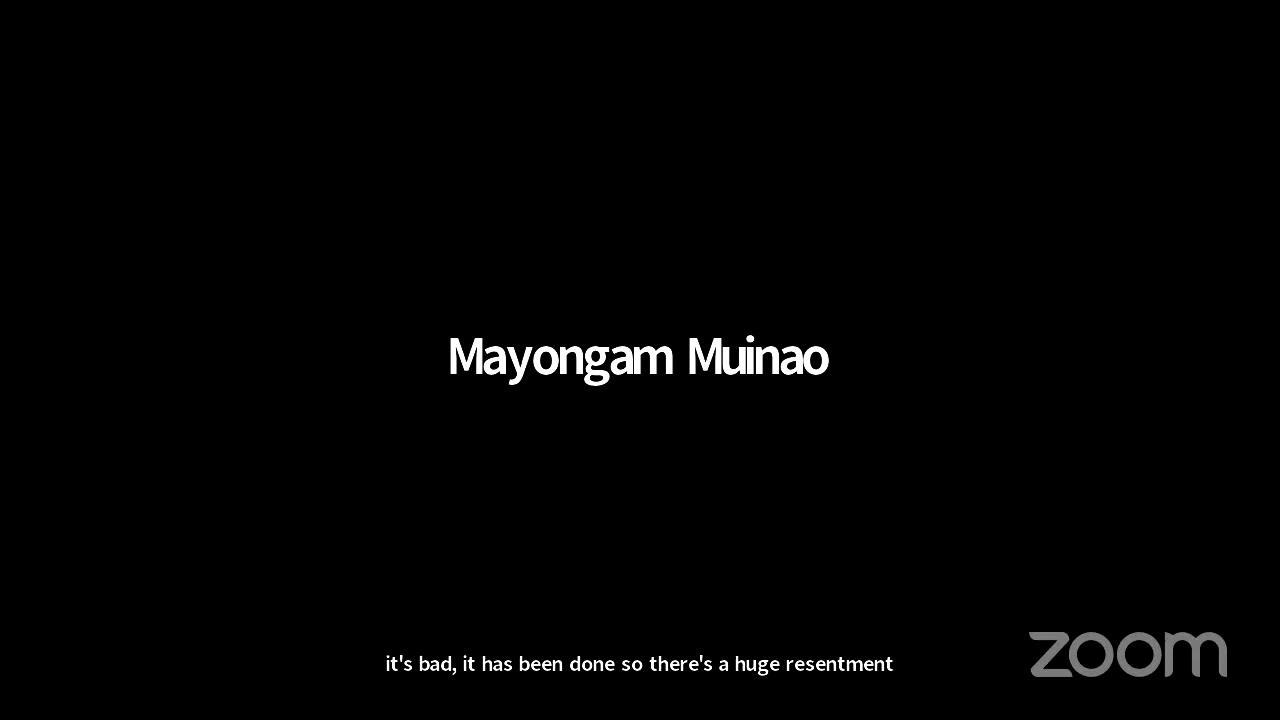 Mayongam Muinao
it's bad, it has been done so there's a huge resentment
zoom